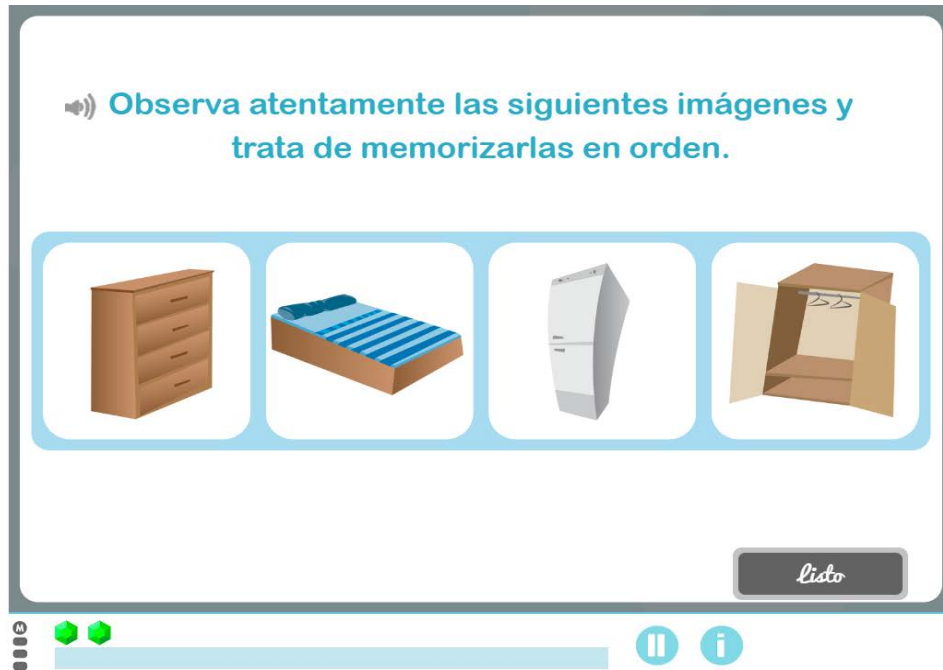 Observa atentamente las siguientes imágenes y
trata de memorizarlas en orden.
listo
M
i